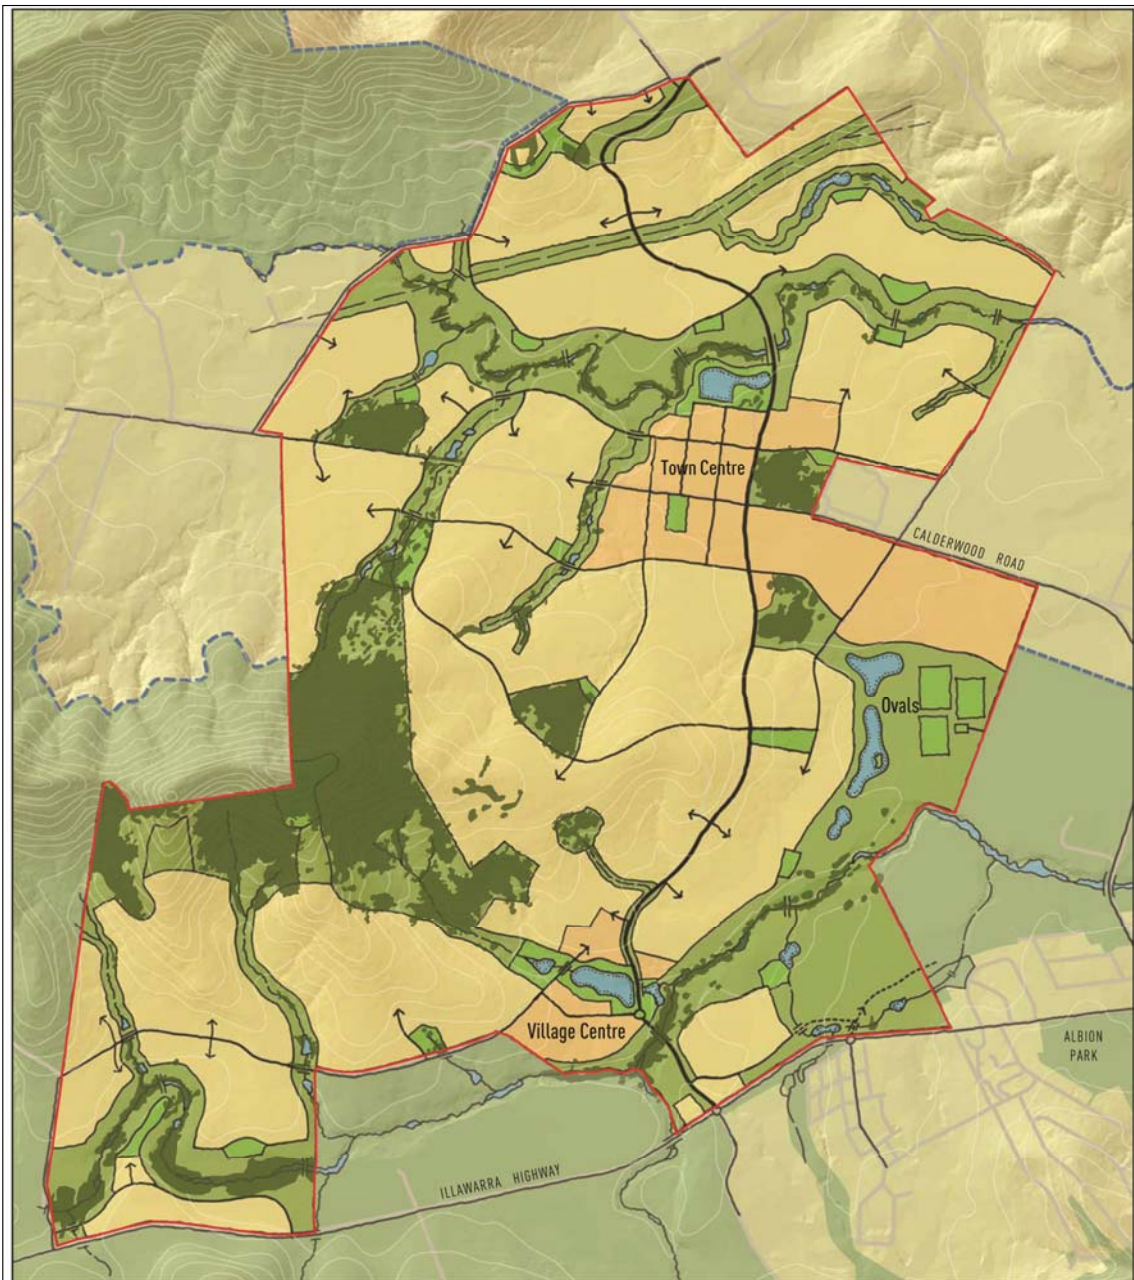 Town Centre
CALDERWOOD ROAD
Ovals
Village Centre
ALBION
PARK
ILLAWARRA HIGHWAY